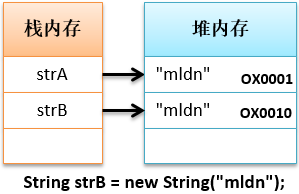 栈内存 堆内存
strA "mldn" OX0001
strB "mldn" OX0010
String strB = new String("mldn");